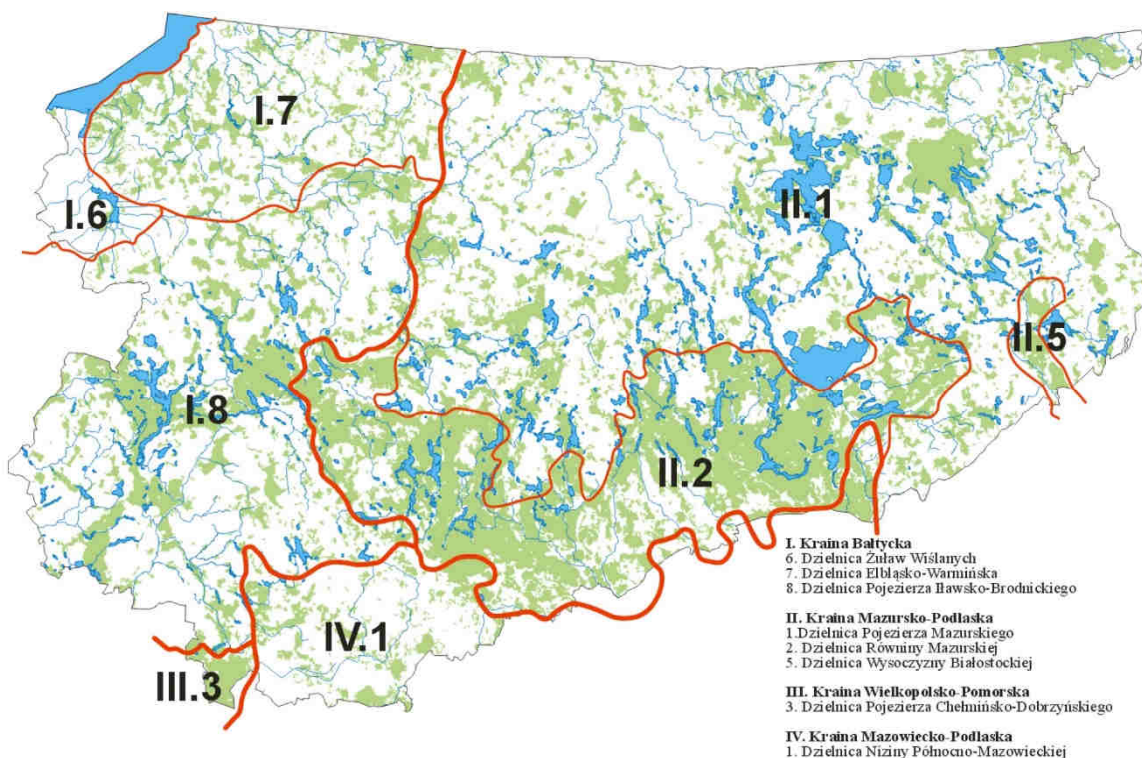 I.7
II.1
I.6
II.5
I.8
II.2
IV.1
III.3
I. Kraina Bałtycka
6. Dzielnica Żuław Wiślanych
7. Dzielnica Elbląsko-Warmińska
8. Dzielnica Pojezierza Iławsko-Brodnickiego
II. Kraina Mazursko-Podlaska
1.Dzielnica Pojezierza Mazurskiego
2. Dzielnica Równiny Mazurskiej
5. Dzielnica Wysoczyzny Białostockiej
III. Kraina Wielkopolsko-Pomorska
3. Dzielnica Pojezierza Chełmińsko-Dobrzyńskiego
IV. Kraina Mazowiecko-Podlaska
1. Dzielnica Niziny Północno-Mazowieckiej